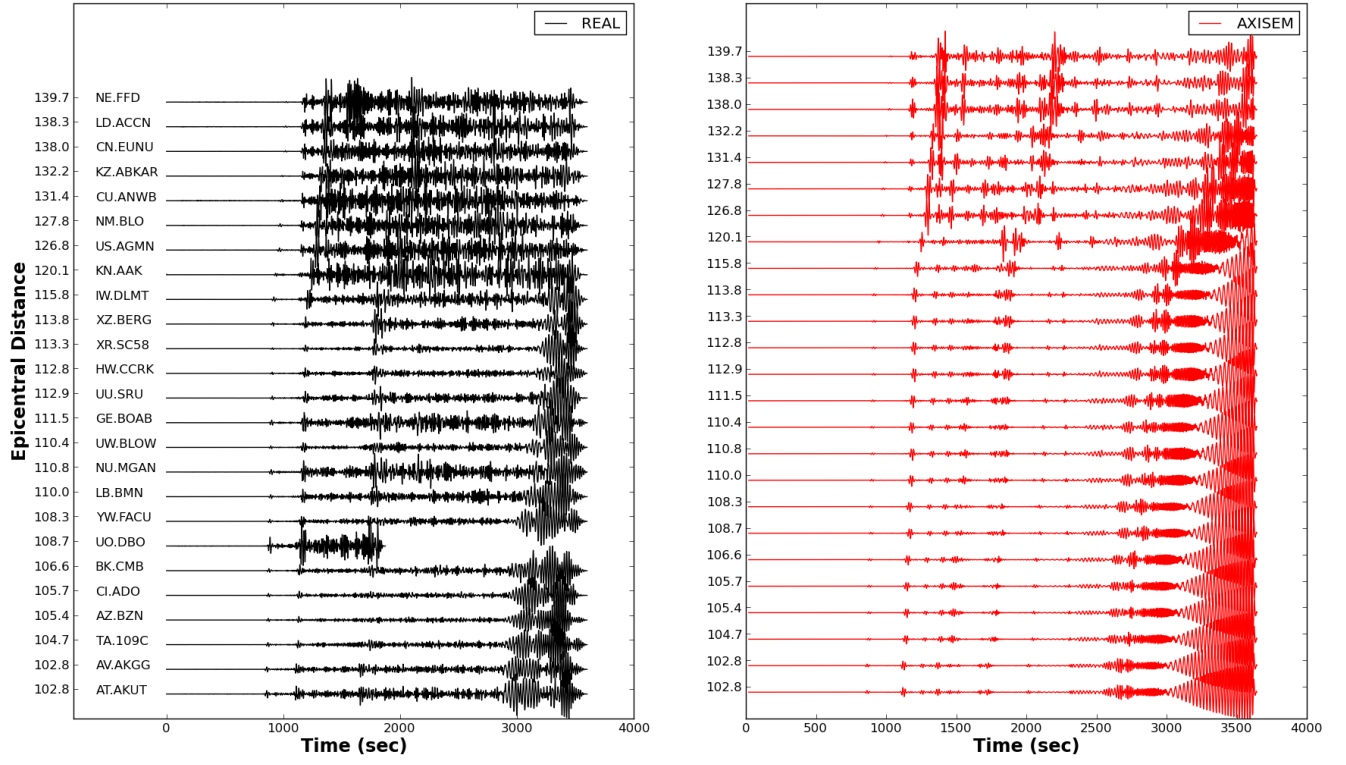 REAL
139.7 NE.FFD
138.3 LD.ACCN
138.0 CN.EUNU
132.2 KZ.ABKAR
131.4 CU.ANWB
127.8 NM.BLO
126.8 US.AGMN
120.1 KN.AAK
115.8 IW.DLMT
113.8 XZ.BERG
113.3 XR.SC58
112.8 HW.CCRK
112.9 UU.SRU
111.5 GE.BOAB
110.4 UW.BLOW
110.8 NU.MGAN
110.0 LB.BMN
108.3 YW.FACU
108.7 UO.DBO
106.6 BK.CMB
105.7 CI.ADO
105.4 AZ.BZN
104.7 TA.109C
102.8 AV.AKGG
102.8 AT.AKUT
Epicentral Distance
0 1000 2000 3000 4000
Time (sec)
AXISEM
139.7
138.3
138.0
132.2
131.4
127.8
126.8
120.1
115.8
113.8
113.3
112.8
112.9
111.5
110.4
110.8
110.0
108.3
108.7
106.6
105.7
105.4
104.7
102.8
102.8
0 500 1000 1500 2000 2500 3000 3500 4000
Time (sec)